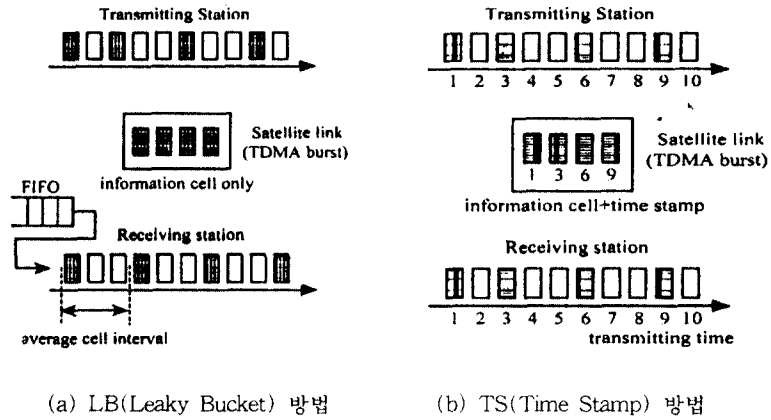 Transmitting Station
Satellite link
(TDMA burst)
information cell only
FIFO
Receiving station
average cell interval
(a) LB(Leaky Bucket) 방법
Transmitting Station
1 2 3 4 5 6 7 8 9 10
Satellite link
(TDMA burst)
1 3 6 9
information cell+time stamp
Receiving station
1 2 3 4 5 6 7 8 9 10
transmitting time
(b) TS(Time Stamp) 방법